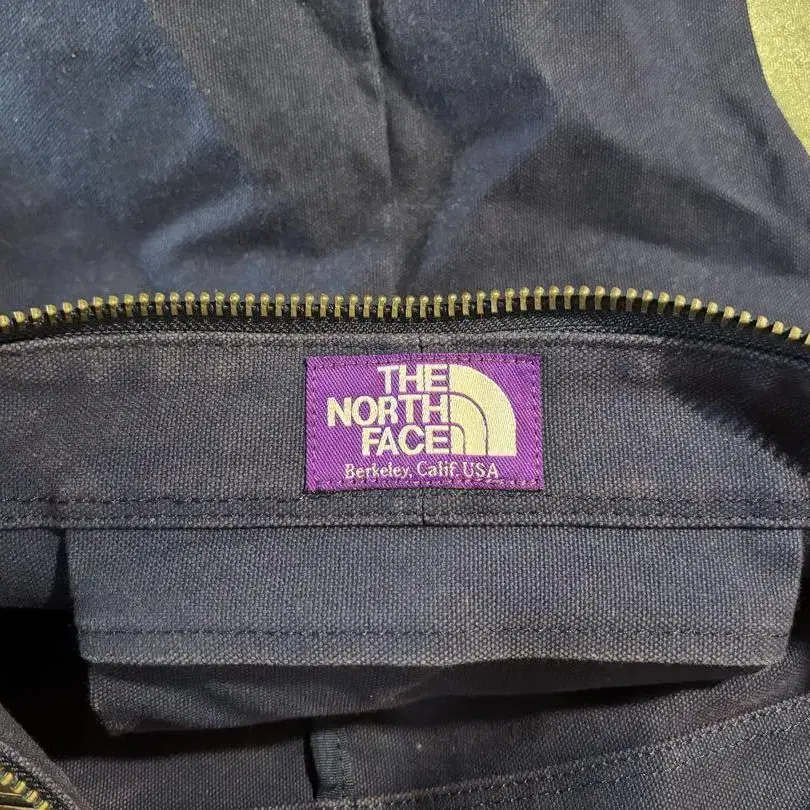 THE
NORTH
FACE
Berkeley, Calif. USA